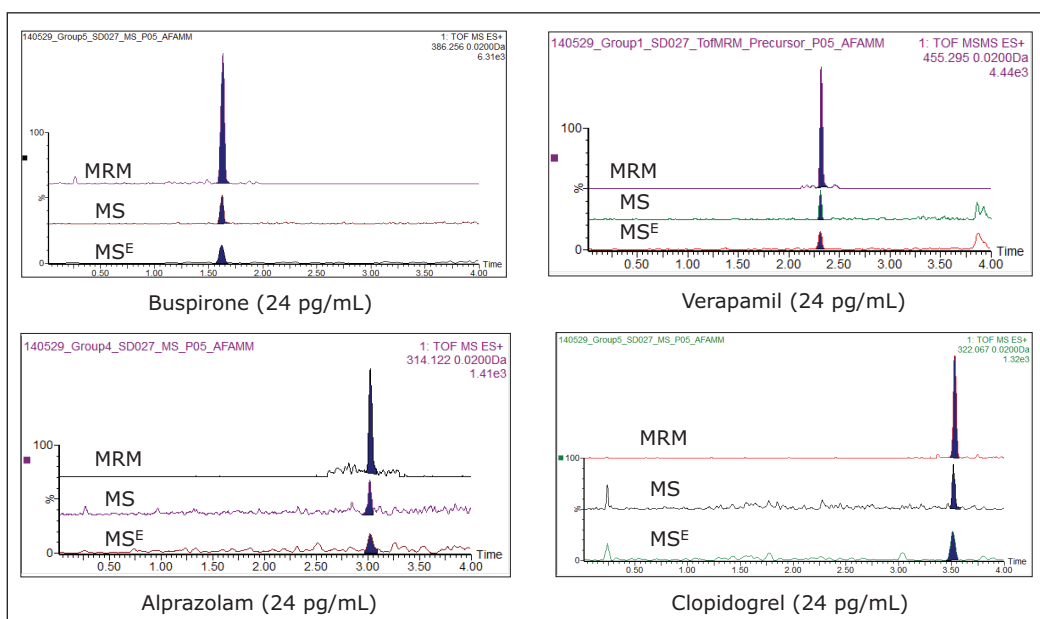 140529_Group5_SD027_MS_P05_AFAMM
1: TOF MS ES+
386.256 0.0200Da
6.31e3
100
%
MRM
MS
MSᴱ
Time
0.50 1.00 1.50 2.00 2.50 3.00 3.50 4.00
Buspirone (24 pg/mL)
140529_Group1_SD027_TofMRM_Precursor_P05_AFAMM
1: TOF MSMS ES+
455.295 0.0200Da
4.44e3
100
%
0
MRM
MS
MSᴱ
Time
0.50 1.00 1.50 2.00 2.50 3.00 3.50 4.00
Verapamil (24 pg/mL)
140529_Group4_SD027_MS_P05_AFAMM
1: TOF MS ES+
314.122 0.0200Da
1.41e3
100
%
0
MRM
MS
MSᴱ
Time
0.50 1.00 1.50 2.00 2.50 3.00 3.50 4.00
Alprazolam (24 pg/mL)
140529_Group5_SD027_MS_P05_AFAMM
1: TOF MS ES+
322.067 0.0200Da
1.32e3
100
%
0
MRM
MS
MSᴱ
Time
0.50 1.00 1.50 2.00 2.50 3.00 3.50 4.00
Clopidogrel (24 pg/mL)